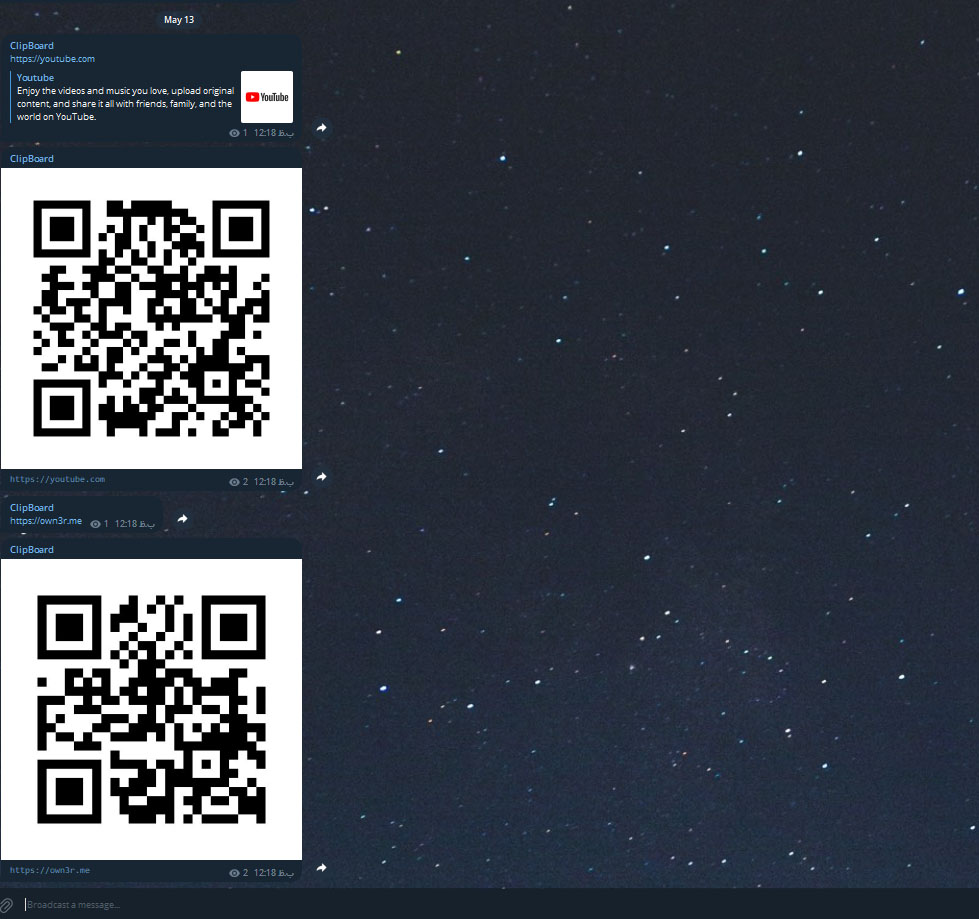 May 13
ClipBoard
https://youtube.com
Youtube
Enjoy the videos and music you love, upload original
content, and share it all with friends, family, and the
world on YouTube.
YouTube
1 12:18 ب.ظ
ClipBoard
https://youtube.com
2 12:18 ب.ظ
ClipBoard
https://own3r.me 1 12:18 ب.ظ
ClipBoard
https://own3r.me
2 12:18 ب.ظ
Broadcast a message...